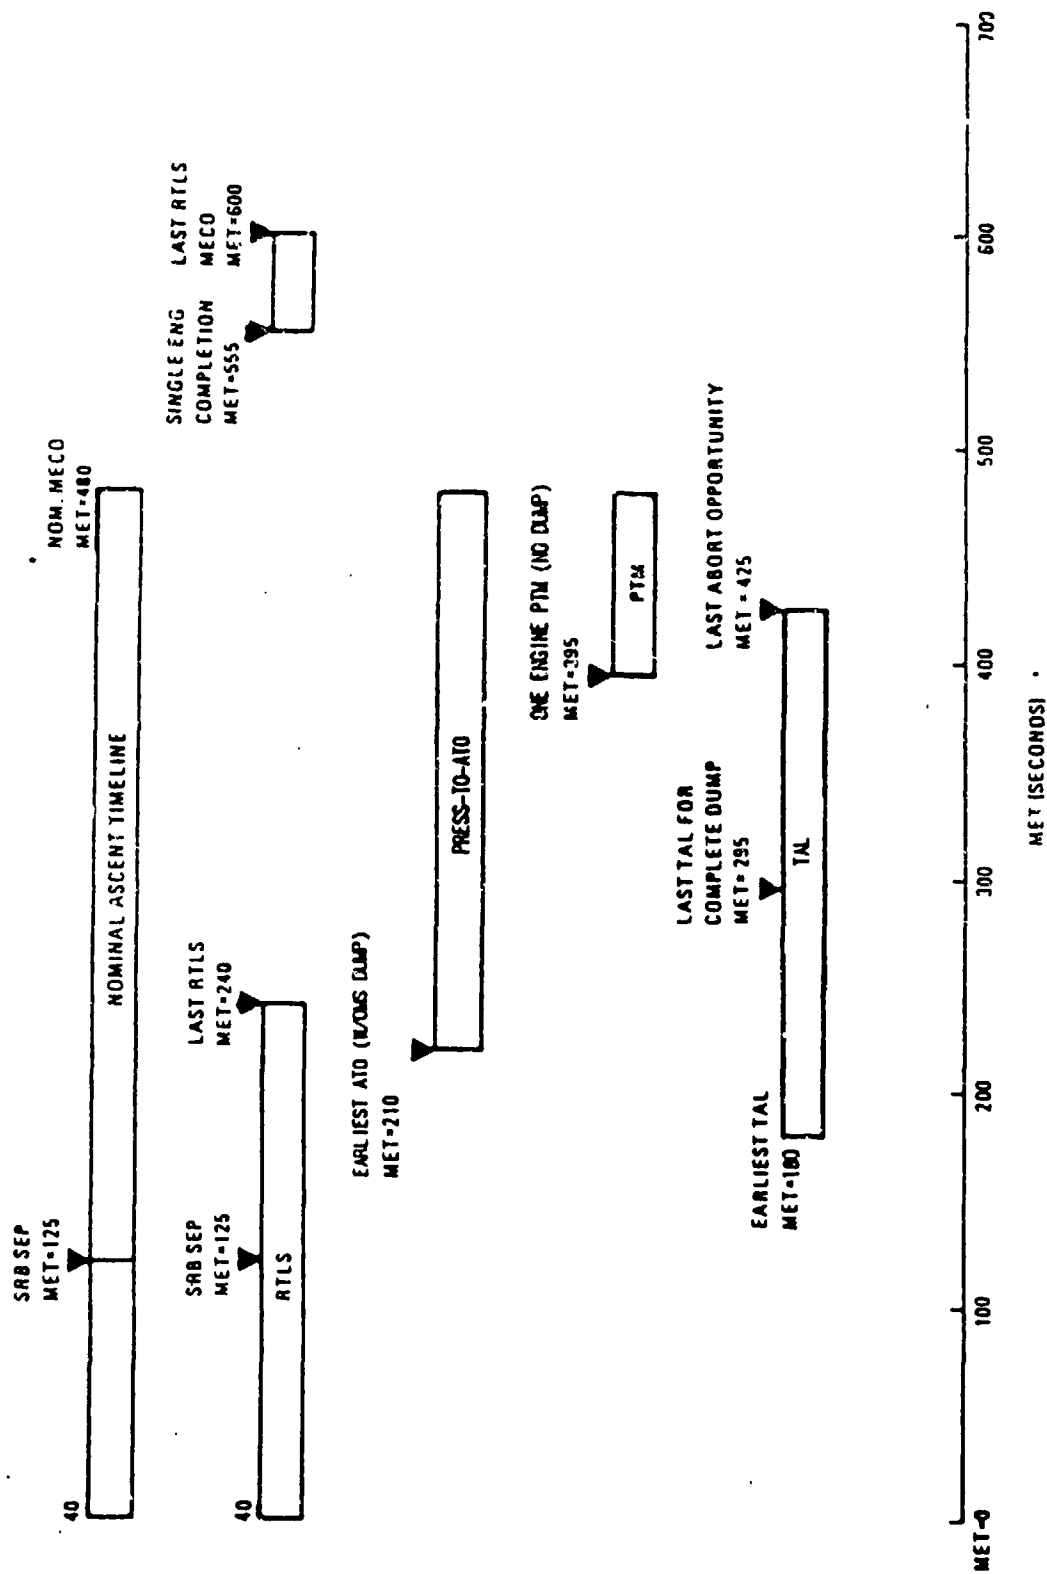 SRB SEP
MET=125
NOM. MECO
MET=480
40
NOMINAL ASCENT TIMELINE
SRB SEP
MET=125
LAST RTLS
MET=240
SINGLE ENG
COMPLETION
MET=555
LAST RTLS
MECO
MET=600
40
RTLS
EARLIEST ATO (W/OMS DUMP)
MET=210
PRESS-TO-ATO
ONE ENGINE PTM (NO DUMP)
MET=395
PTM
EARLIEST TAL
MET=180
LAST TAL FOR
COMPLETE DUMP
MET=295
LAST ABORT OPPORTUNITY
MET = 425
TAL
MET=0
100
200
300
400
500
600
700
MET (SECONDS)